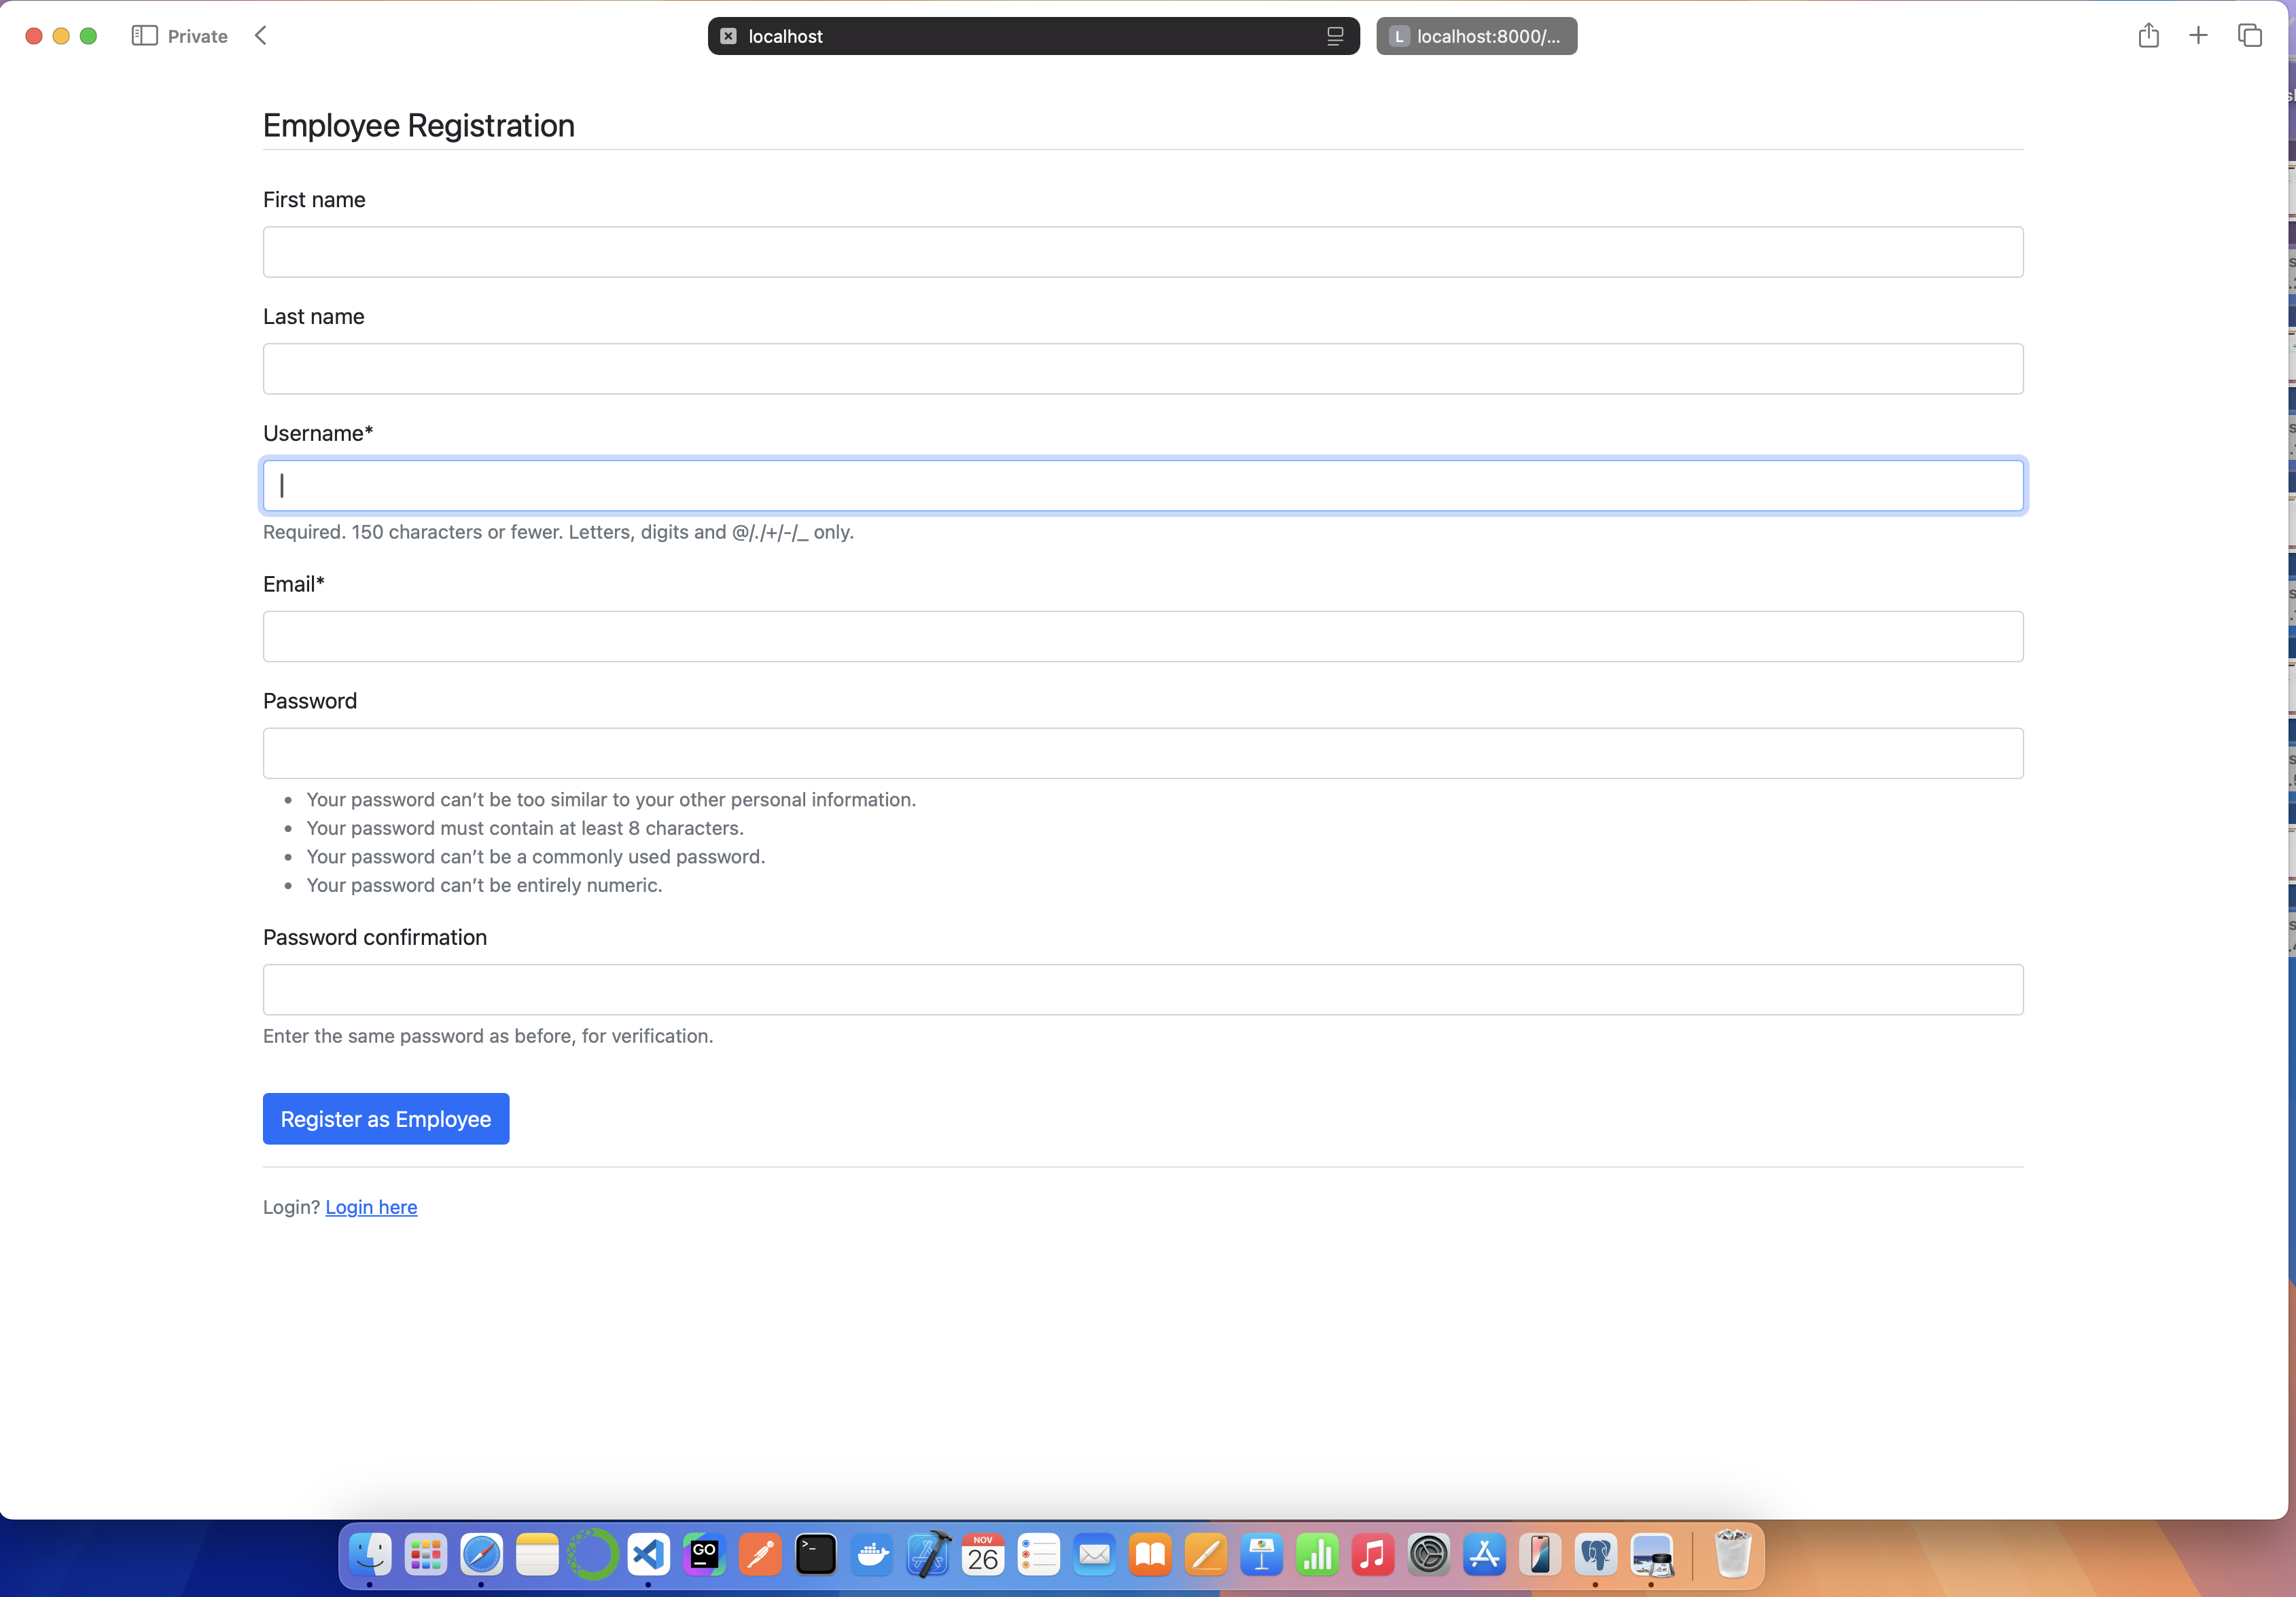 Private
localhost
L localhost:8000/...
Employee Registration
First name
Last name
Username*
Required. 150 characters or fewer. Letters, digits and @/./+/-/_ only.
Email*
Password
Your password can’t be too similar to your other personal information.
Your password must contain at least 8 characters.
Your password can’t be a commonly used password.
Your password can’t be entirely numeric.
Password confirmation
Enter the same password as before, for verification.
Register as Employee
Login? Login here
GO
>_
NOV
26